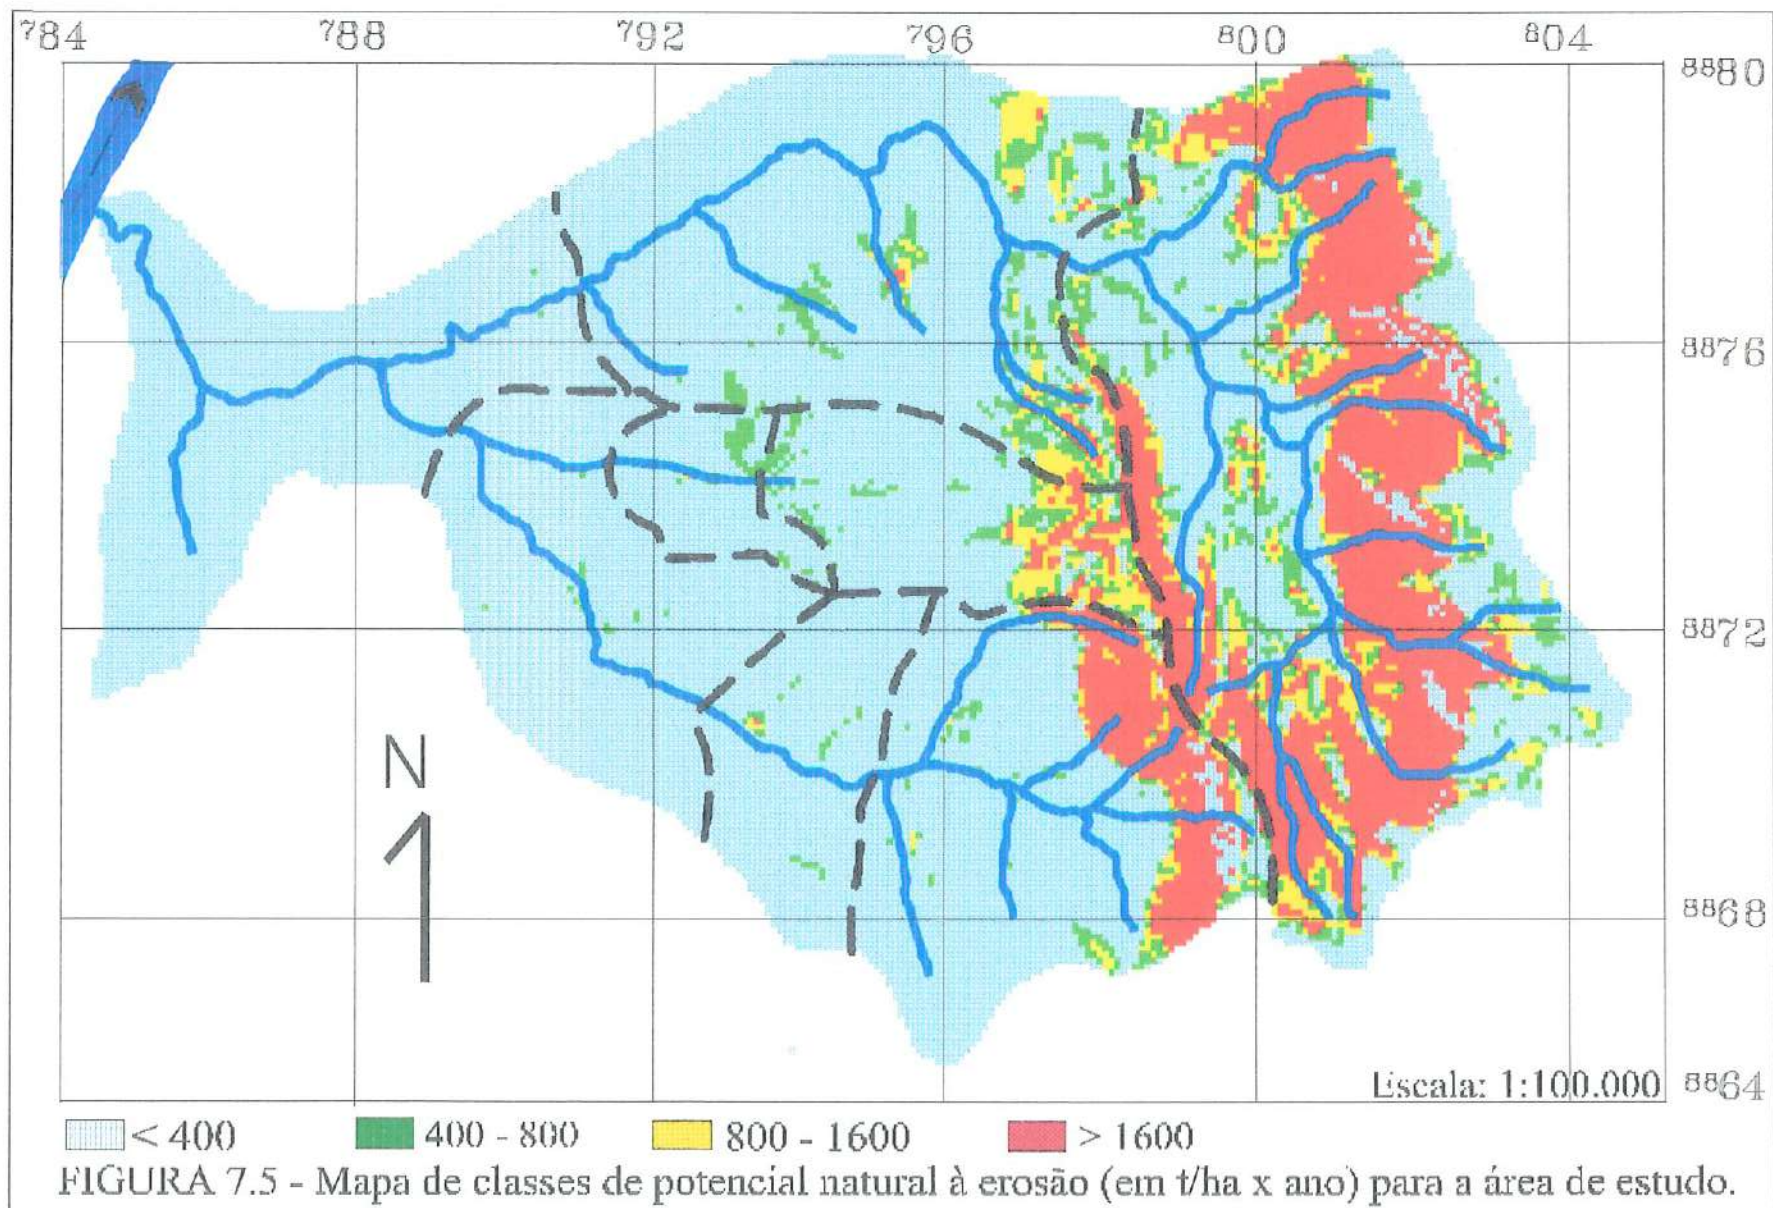 784 788 792 796 800 804
8880
8876
8872
8868
N
Escala: 1:100.000 8864
< 400 400 - 800 800 - 1600 > 1600
FIGURA 7.5 - Mapa de classes de potencial natural à erosão (em t/ha x ano) para a área de estudo.